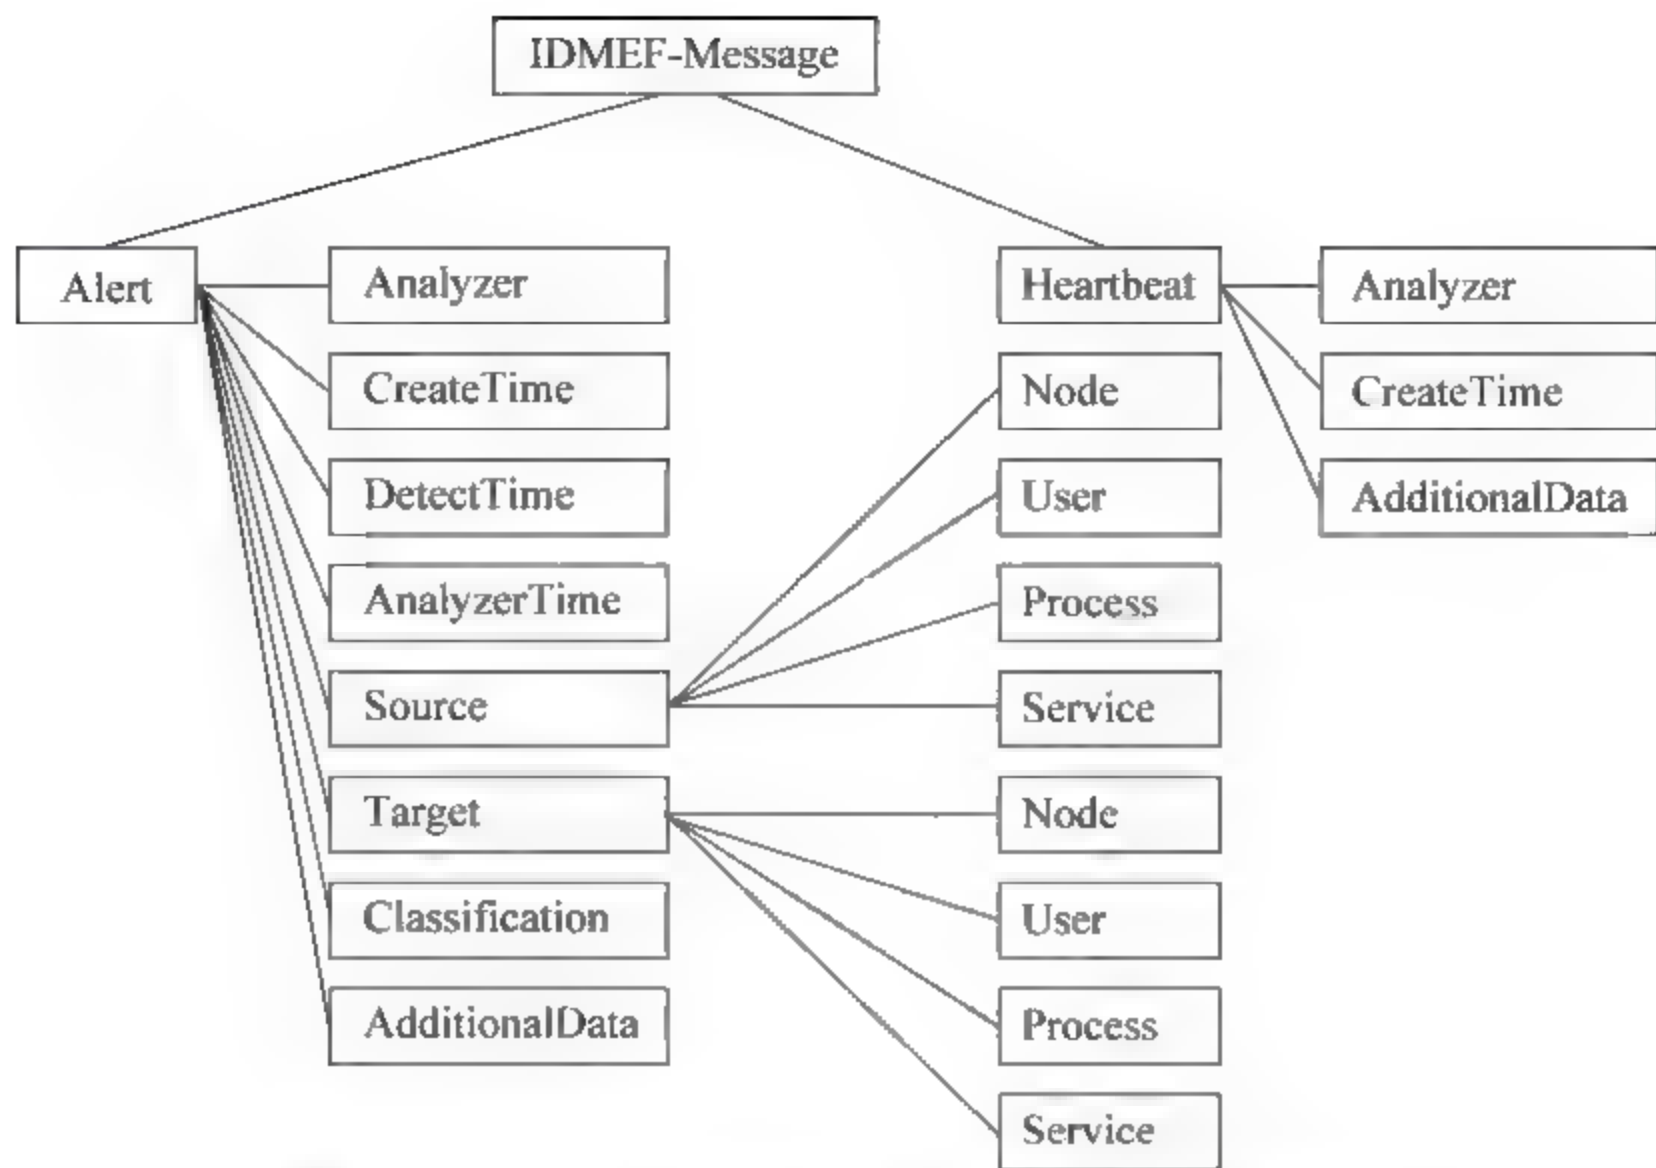 IDMEF-Message
Alert
Analyzer
CreateTime
DetectTime
AnalyzerTime
Source
Target
Classification
AdditionalData
Heartbeat
Node
User
Process
Service
Node
User
Process
Service
Analyzer
CreateTime
AdditionalData